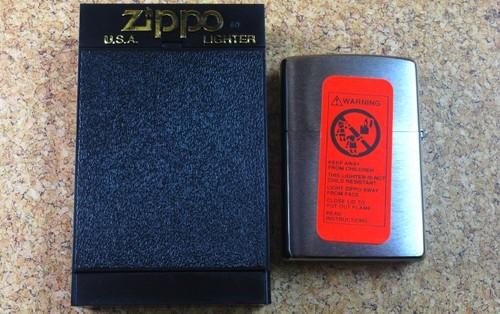 Zippo
U.S.A. LIGHTER
WARNING
KEEP AWAY
FROM CHILDREN
THIS LIGHTER IS NOT
CHILD RESISTANT
LIGHT ZIPPO AWAY
FROM FACE
CLOSE LID TO
PUT OUT FLAME
READ
INSTRUCTIONS